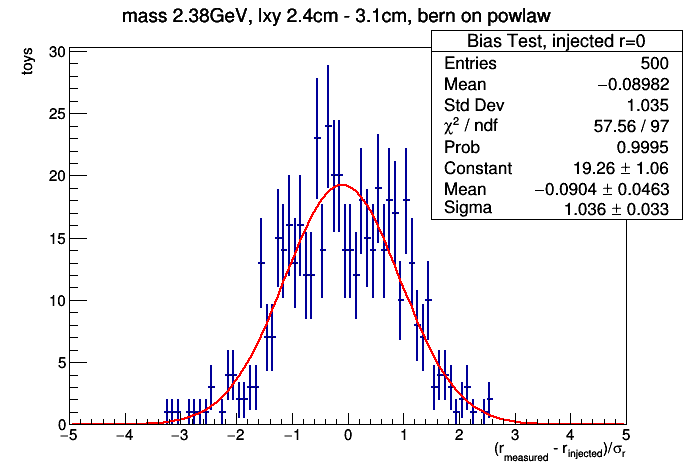 mass 2.38GeV, lxy 2.4cm - 3.1cm, bern on powlaw
Bias Test, injected r=0
Entries 500
Mean −0.08982
Std Dev 1.035
χ² / ndf 57.56 / 97
Prob 0.9995
Constant 19.26 ± 1.06
Mean −0.0904 ± 0.0463
Sigma 1.036 ± 0.033
toys
30
25
20
15
10
5
0
−5 −4 −3 −2 −1 0 1 2 3 4 5
(r_measured - r_injected)/σ_r